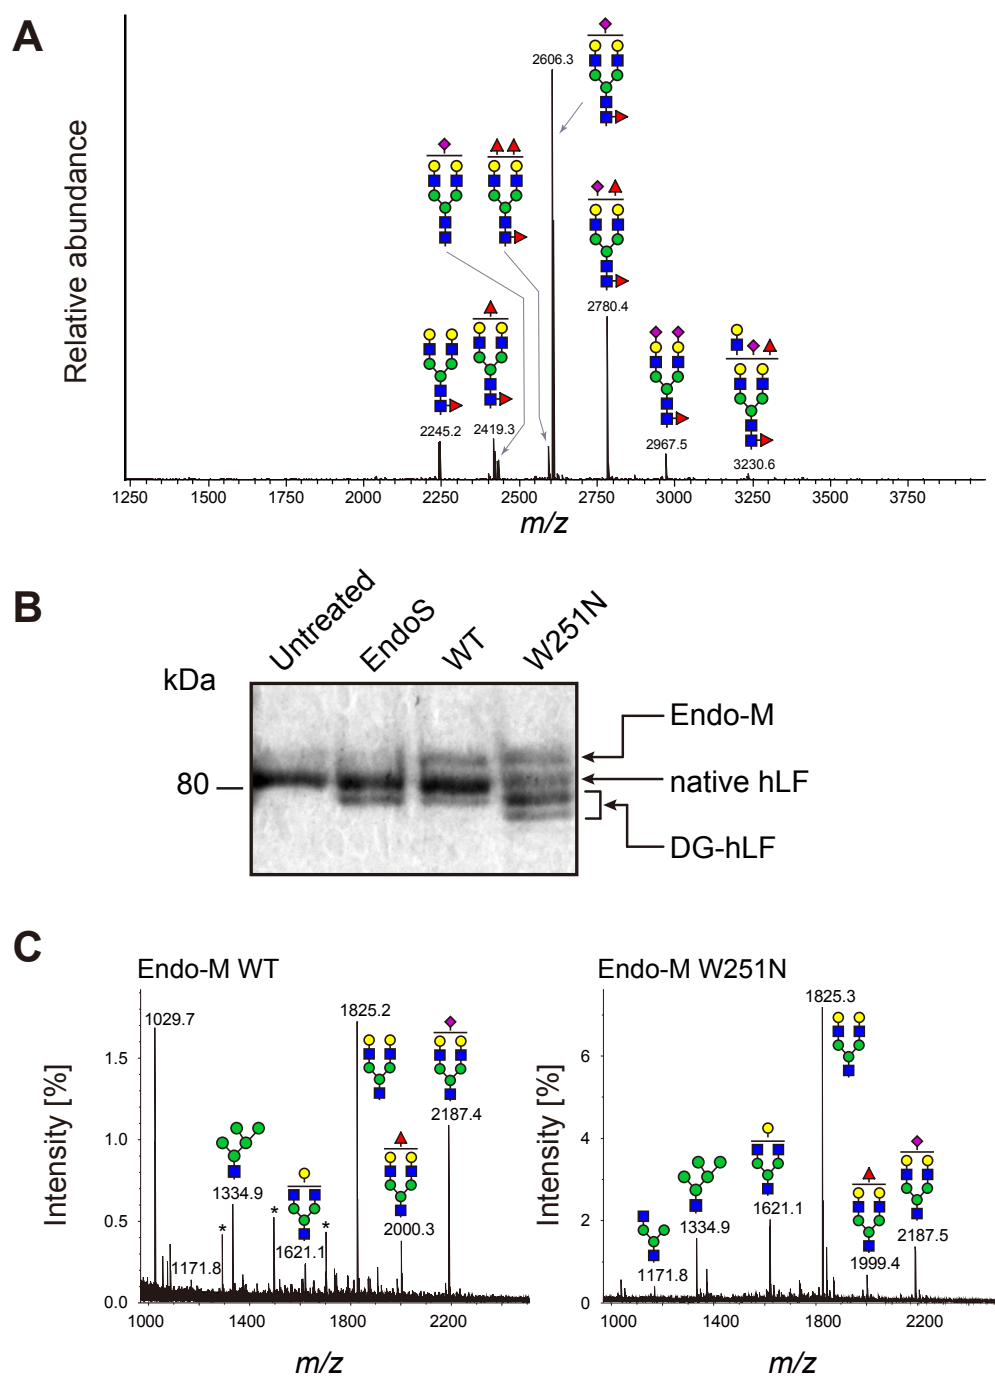 A
Relative abundance
2606.3
2780.4
2245.2
2419.3
2967.5
3230.6
1250 1500 1750 2000 2250 2500 2750 3000 3250 3500 3750
m/z
B
Untreated
EndoS
WT
W251N
kDa
80
Endo-M
native hLF
DG-hLF
C
Endo-M WT
Intensity [%]
1.5
1.0
0.5
0.0
1029.7
1171.8
*
1334.9
*
1621.1
*
1825.2
2000.3
2187.4
1000 1400 1800 2200
m/z
Endo-M W251N
Intensity [%]
6
4
2
0
1171.8
1334.9
1621.1
1825.3
1999.4
2187.5
1000 1400 1800 2200
m/z